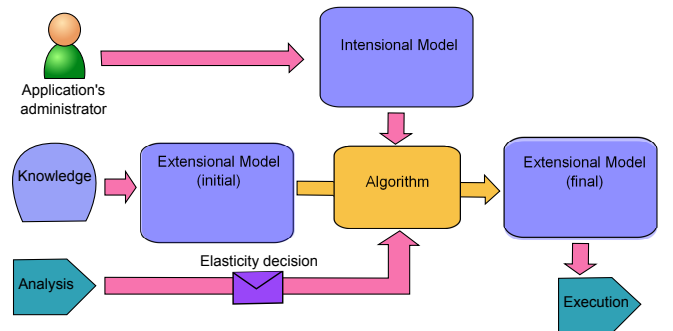 Intensional Model
Application's
administrator
Knowledge
Extensional Model
(initial)
Algorithm
Extensional Model
(final)
Elasticity decision
Analysis
Execution